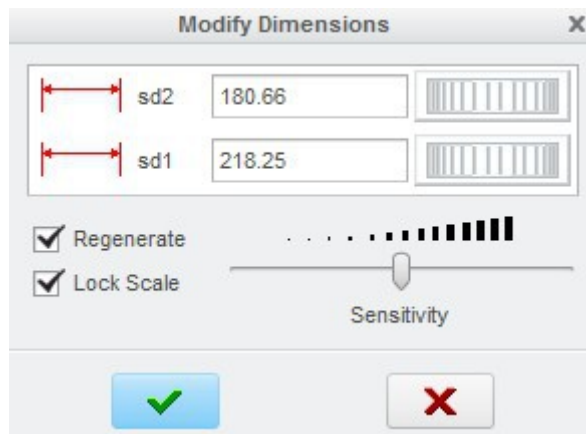 Modify Dimensions x
sd2 180.66
sd1 218.25
Regenerate
Lock Scale
Sensitivity